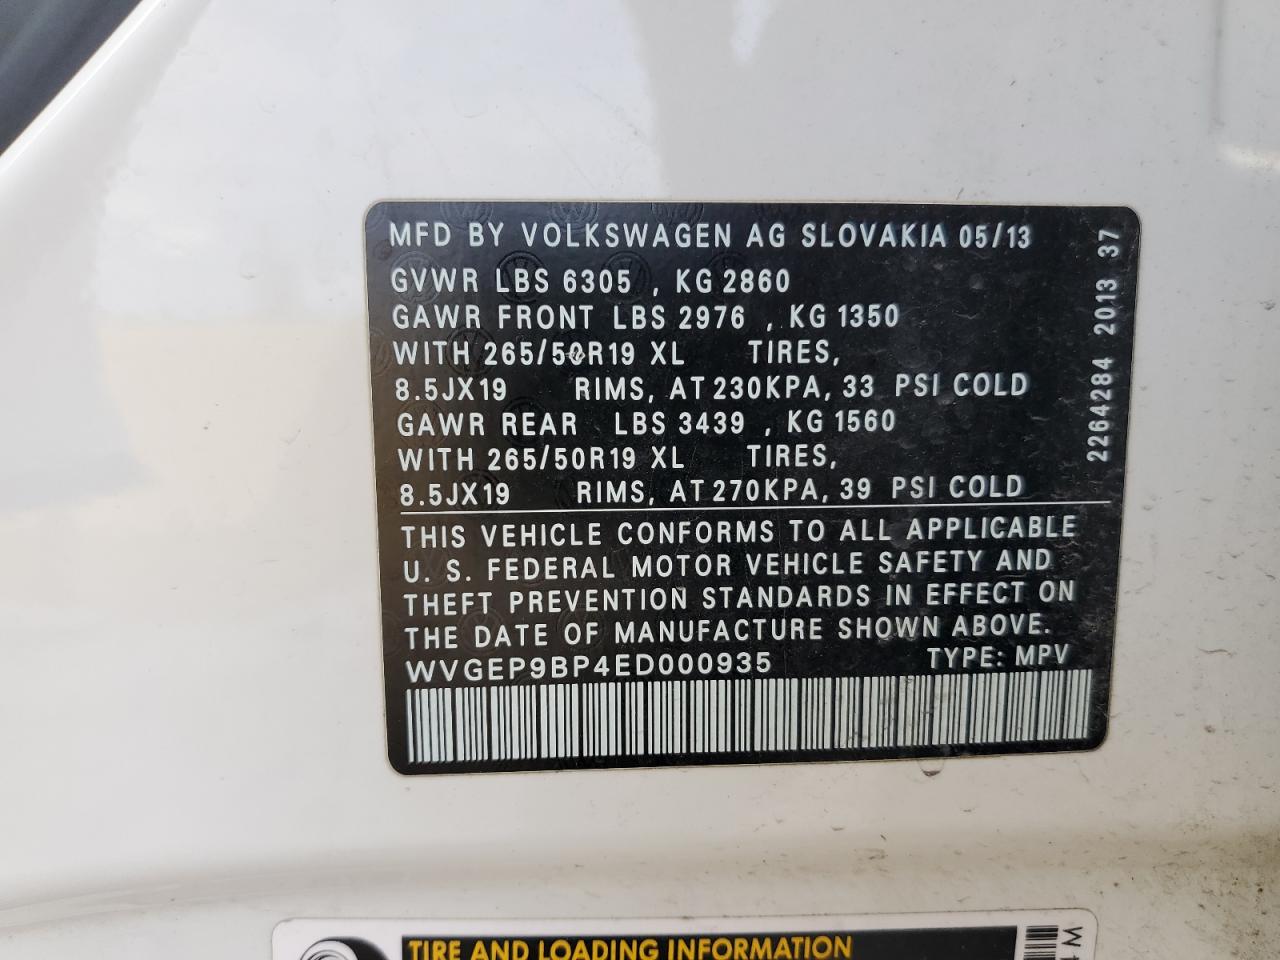 MFD BY VOLKSWAGEN AG SLOVAKIA 05/13
GVWR LBS 6305 , KG 2860
GAWR FRONT LBS 2976 , KG 1350
WITH 265/50R19 XL TIRES,
8.5JX19 RIMS, AT 230KPA, 33 PSI COLD
GAWR REAR LBS 3439 , KG 1560
WITH 265/50R19 XL TIRES,
8.5JX19 RIMS, AT 270KPA, 39 PSI COLD
THIS VEHICLE CONFORMS TO ALL APPLICABLE
U. S. FEDERAL MOTOR VEHICLE SAFETY AND
THEFT PREVENTION STANDARDS IN EFFECT ON
THE DATE OF MANUFACTURE SHOWN ABOVE.
WVGEP9BP4ED000935 TYPE: MPV
2264284 2013 37
TIRE AND LOADING INFORMATION
W